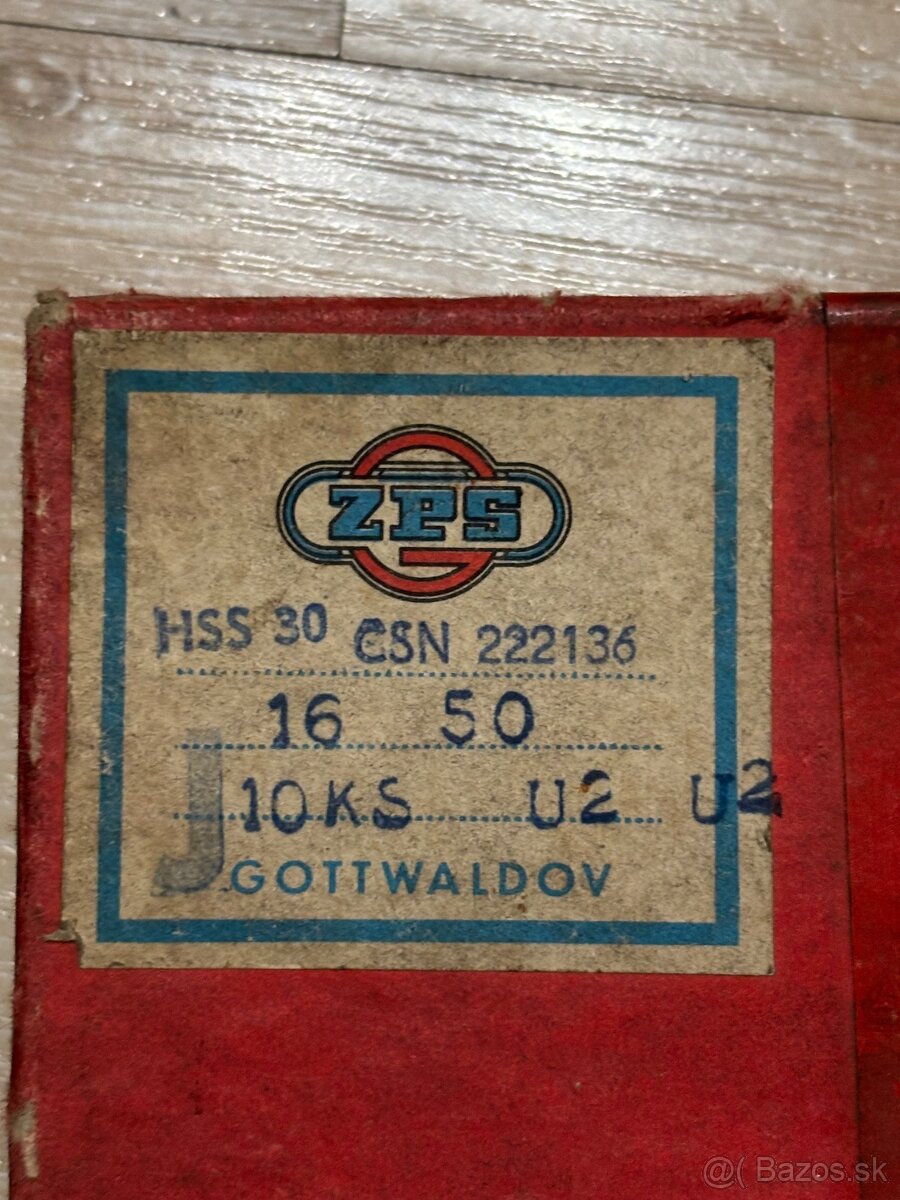 ZPS
G
HSS 30 ČSN 222136
16 50
J 10KS U2 U2
GOTTWALDOV
@( Bazos.sk